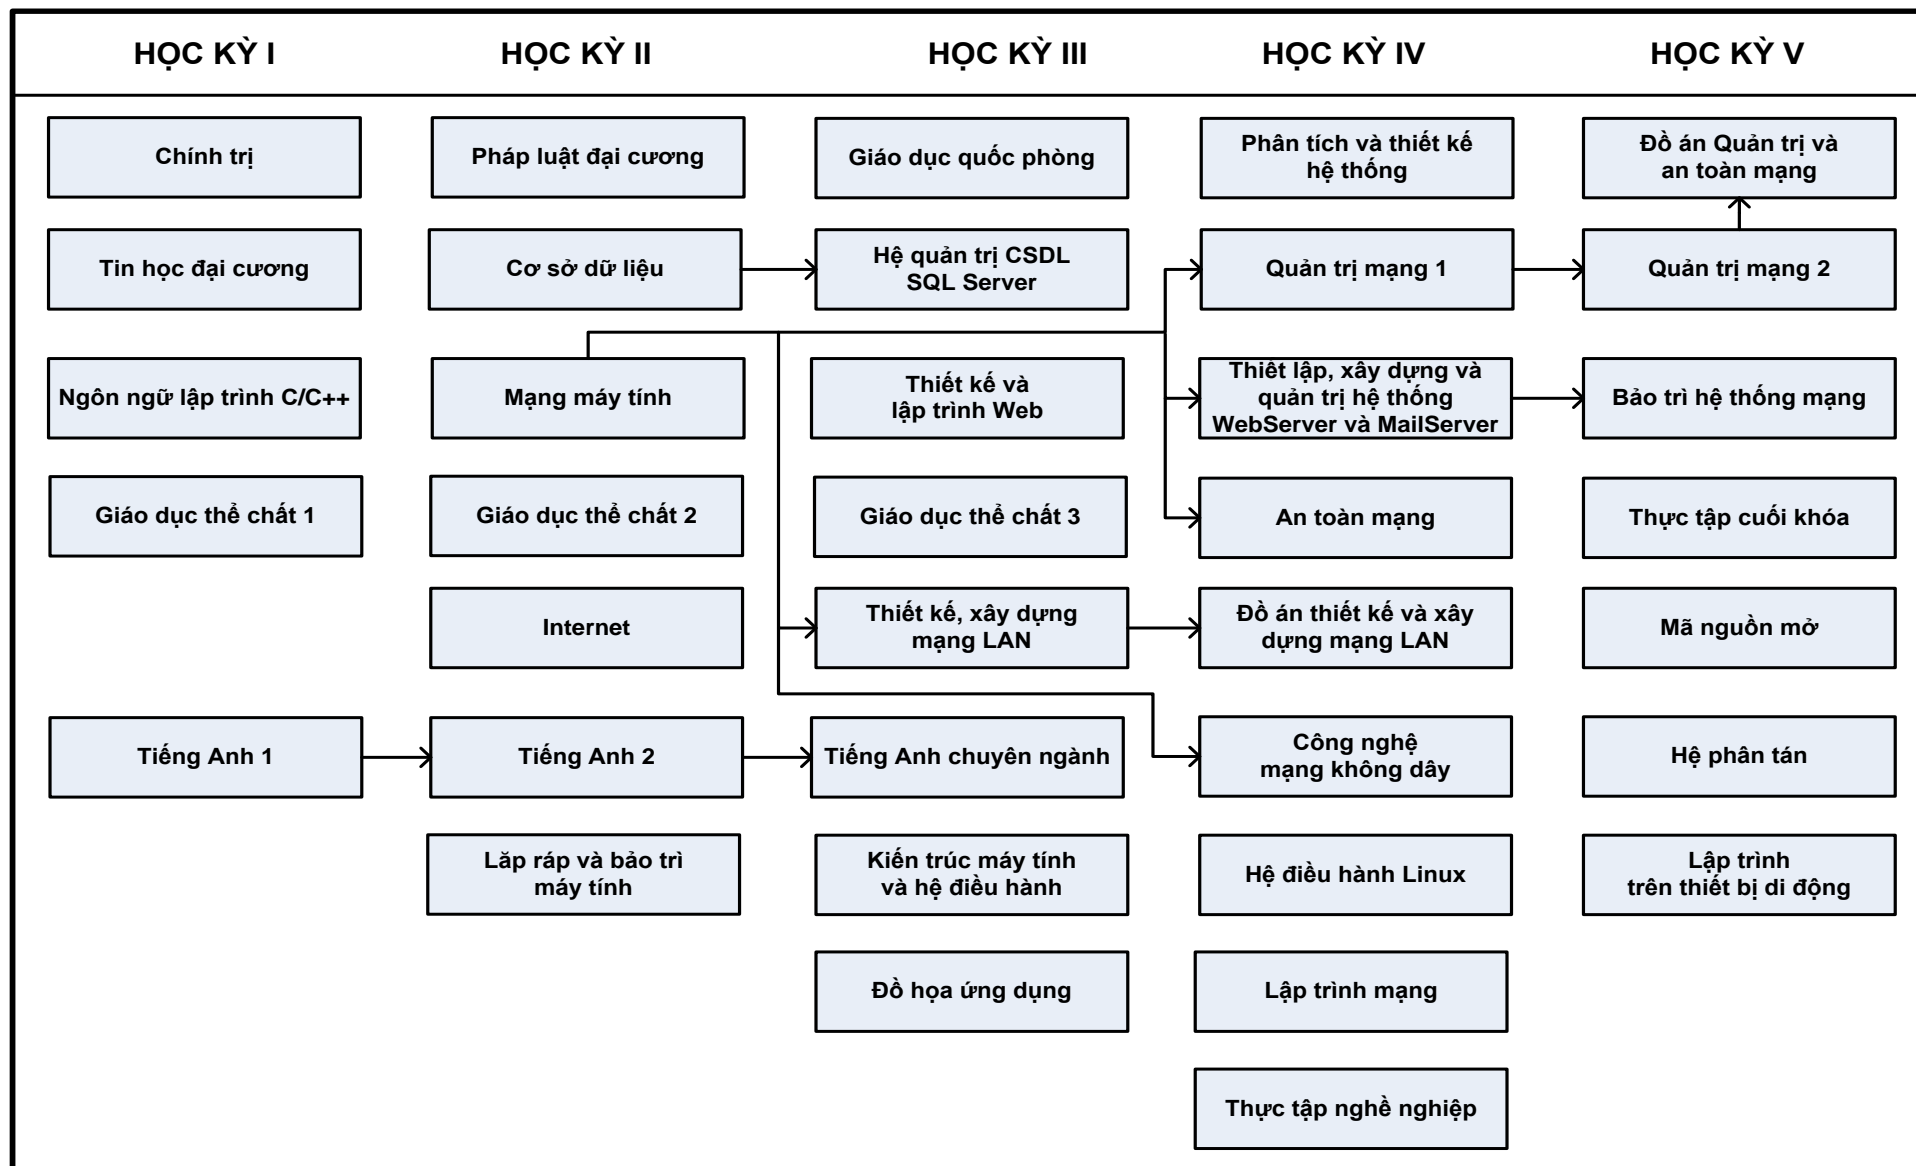 HỌC KỲ I
HỌC KỲ II
HỌC KỲ III
HỌC KỲ IV
HỌC KỲ V
Chính trị
Pháp luật đại cương
Giáo dục quốc phòng
Phân tích và thiết kế
hệ thống
Đồ án Quản trị và
an toàn mạng
Tin học đại cương
Cơ sở dữ liệu
Hệ quản trị CSDL
SQL Server
Quản trị mạng 1
Quản trị mạng 2
Ngôn ngữ lập trình C/C++
Mạng máy tính
Thiết kế và
lập trình Web
Thiết lập, xây dựng và
quản trị hệ thống
WebServer và MailServer
Bảo trì hệ thống mạng
Giáo dục thể chất 1
Giáo dục thể chất 2
Giáo dục thể chất 3
An toàn mạng
Thực tập cuối khóa
Internet
Thiết kế, xây dựng
mạng LAN
Đồ án thiết kế và xây
dựng mạng LAN
Mã nguồn mở
Tiếng Anh 1
Tiếng Anh 2
Tiếng Anh chuyên ngành
Công nghệ
mạng không dây
Hệ phân tán
Lắp ráp và bảo trì
máy tính
Kiến trúc máy tính
và hệ điều hành
Hệ điều hành Linux
Lập trình
trên thiết bị di động
Đồ họa ứng dụng
Lập trình mạng
Thực tập nghề nghiệp